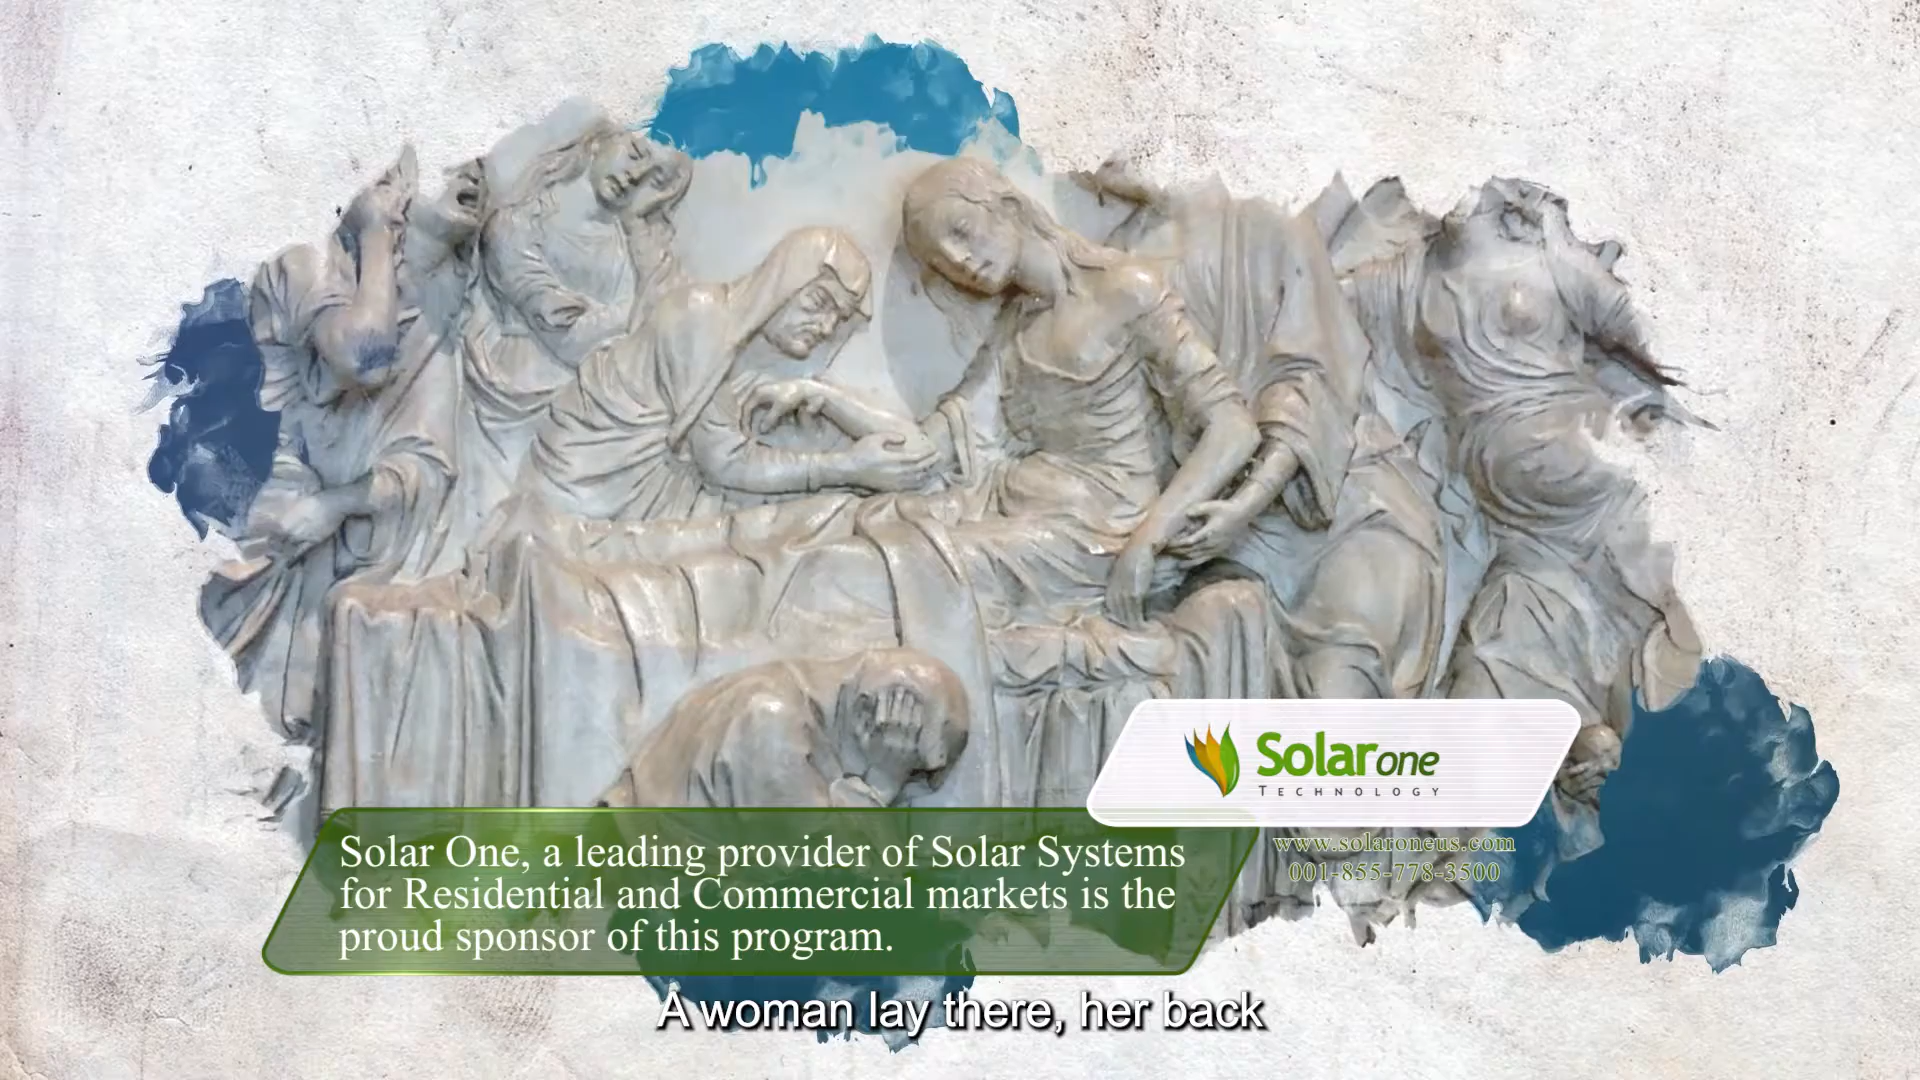 Solarone
TECHNOLOGY
www.solaroneus.com
001-855-778-3500
Solar One, a leading provider of Solar Systems
for Residential and Commercial markets is the
proud sponsor of this program.
A woman lay there, her back